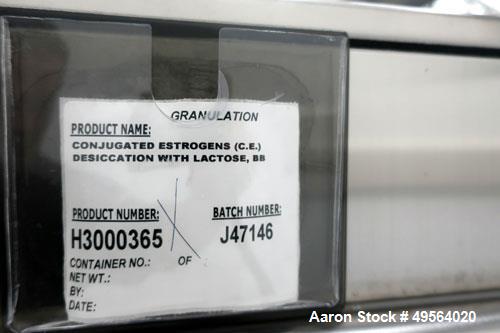 GRANULATION
PRODUCT NAME:
CONJUGATED ESTROGENS (C.E.)
DESICCATION WITH LACTOSE, BB
PRODUCT NUMBER: BATCH NUMBER:
H3000365 J47146
CONTAINER NO.: OF
NET WT.:
BY:
DATE:
Aaron Stock # 49564020